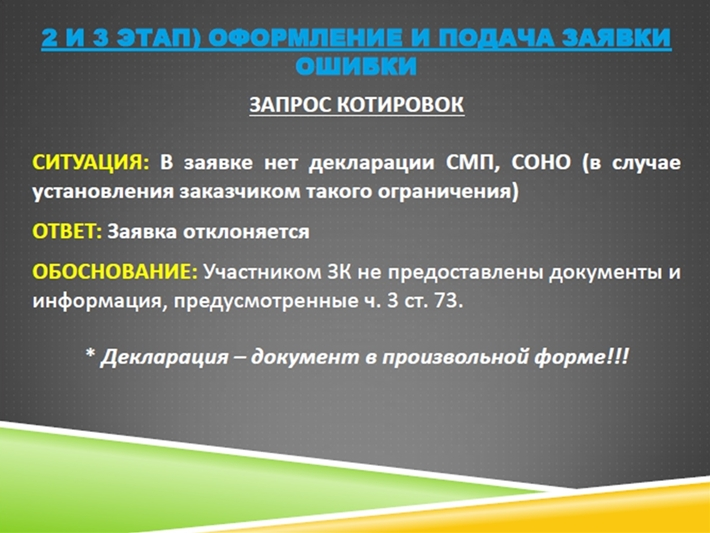 2 И 3 ЭТАП) ОФОРМЛЕНИЕ И ПОДАЧА ЗАЯВКИ
ОШИБКИ
ЗАПРОС КОТИРОВОК
СИТУАЦИЯ: В заявке нет декларации СМП, СОНО (в случае
установления заказчиком такого ограничения)
ОТВЕТ: Заявка отклоняется
ОБОСНОВАНИЕ: Участником ЗК не предоставлены документы и
информация, предусмотренные ч. 3 ст. 73.
* Декларация – документ в произвольной форме!!!